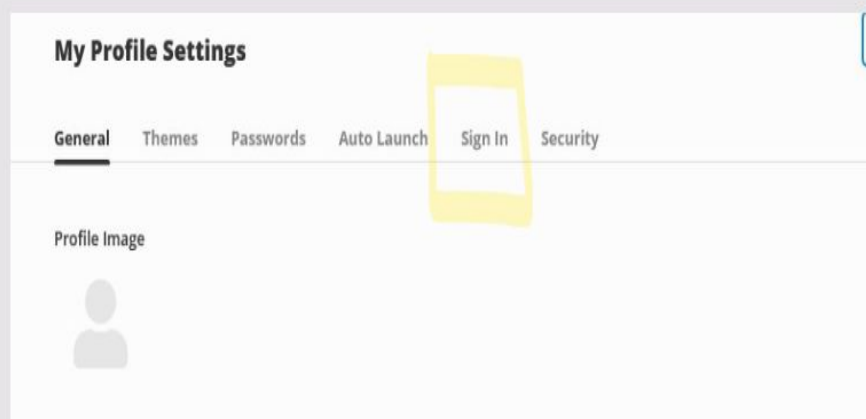 My Profile Settings
General Themes Passwords Auto Launch Sign In Security
Profile Image